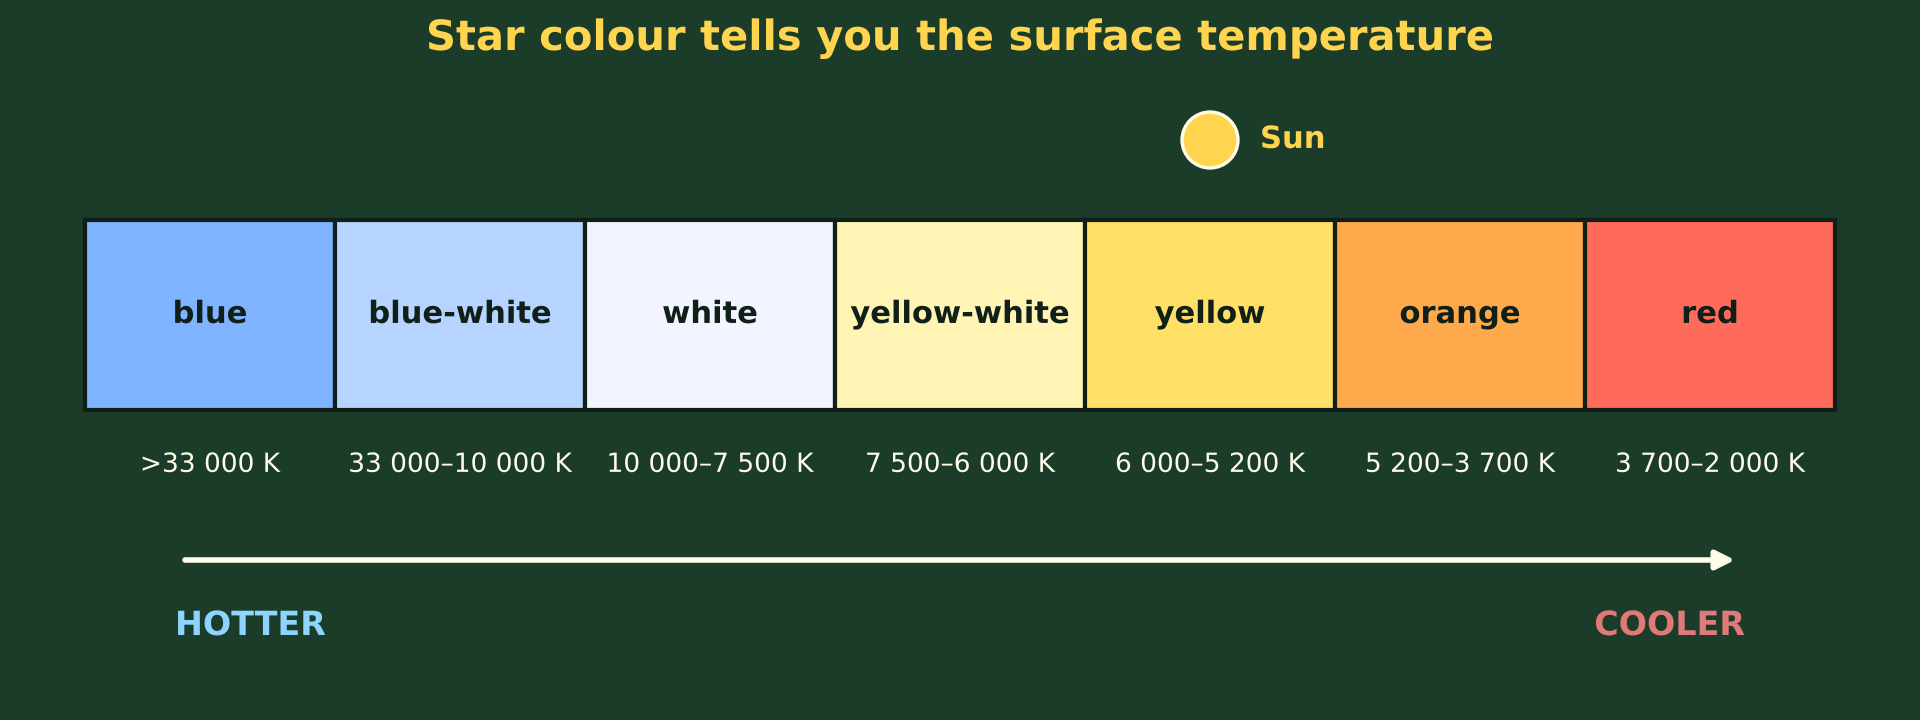 Star colour tells you the surface temperature
Sun
blue blue-white white yellow-white yellow orange red
>33 000 K 33 000–10 000 K 10 000–7 500 K 7 500–6 000 K 6 000–5 200 K 5 200–3 700 K 3 700–2 000 K
HOTTER COOLER